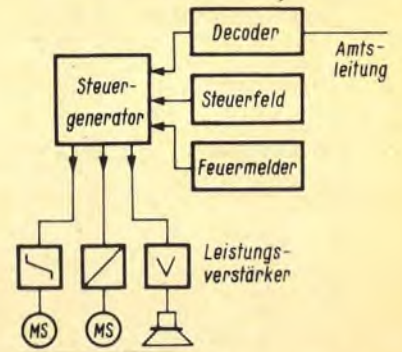 Decoder
Amts-
leitung
Steuer-
generator
Steuerfeld
Feuermelder
V
Leistungs-
verstärker
MS
MS